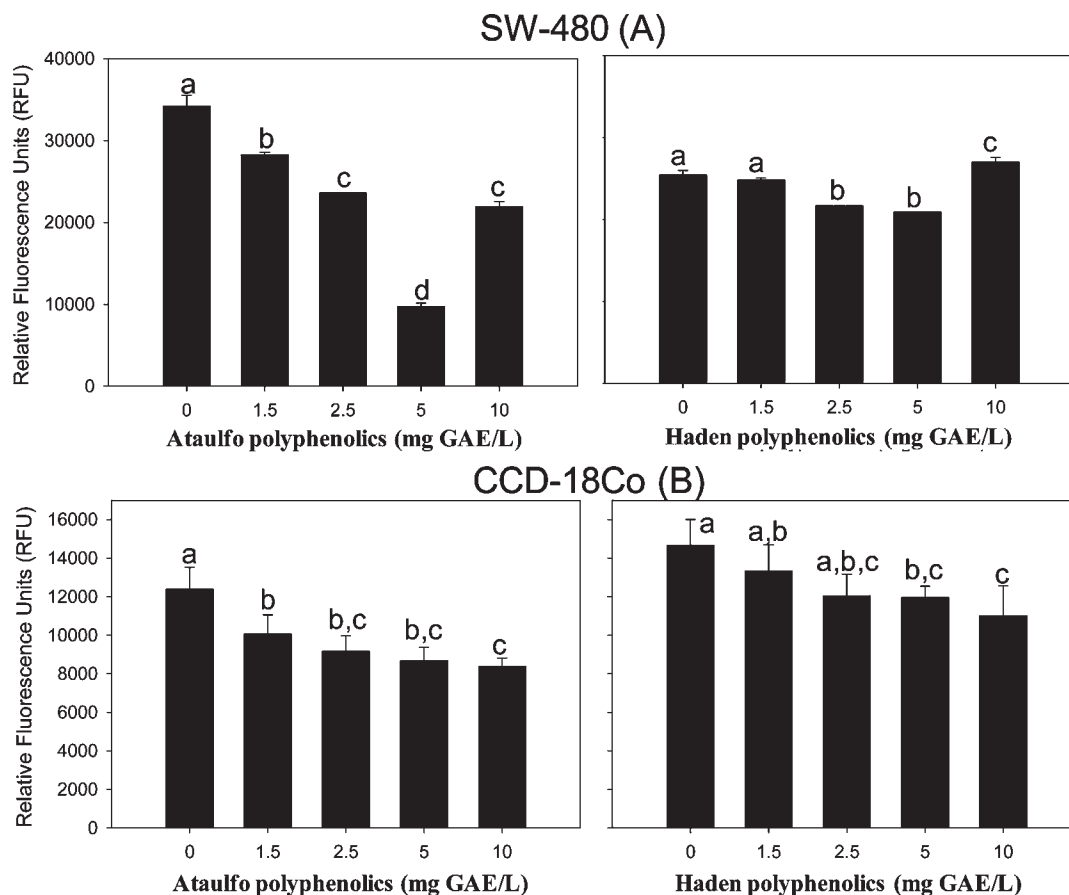 SW-480 (A)
Relative Fluorescence Units (RFU)
40000
30000
20000
10000
0
a
b
c
d
c
0 1.5 2.5 5 10
Ataulfo polyphenolics (mg GAE/L)
a
a
b
b
c
0 1.5 2.5 5 10
Haden polyphenolics (mg GAE/L)
CCD-18Co (B)
Relative Fluorescence Units (RFU)
16000
14000
12000
10000
8000
6000
4000
2000
0
a
b
b,c
b,c
c
0 1.5 2.5 5 10
Ataulfo polyphenolics (mg GAE/L)
a
a,b
a,b,c
b,c
c
0 1.5 2.5 5 10
Haden polyphenolics (mg GAE/L)